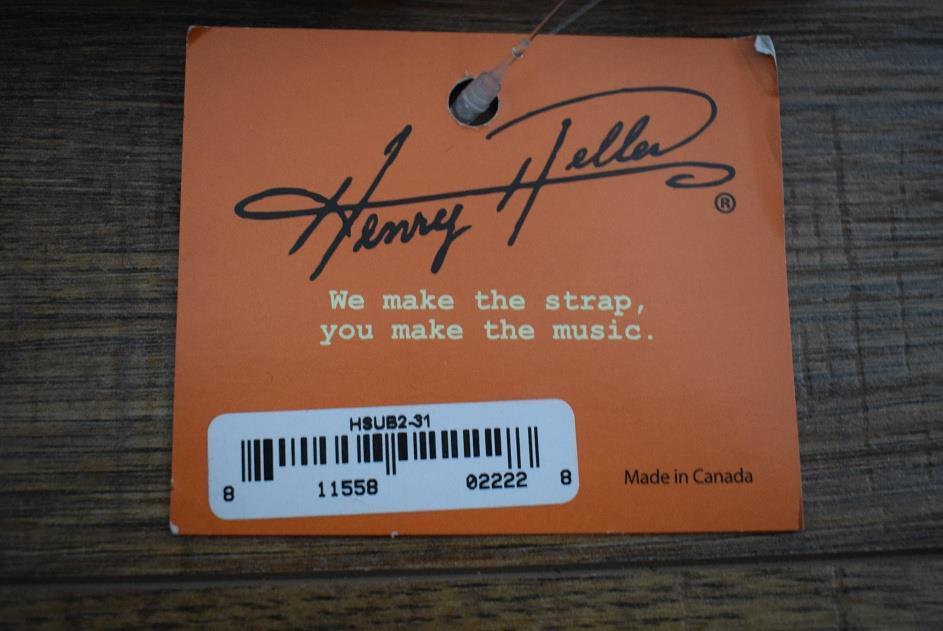 Henry Heller
®
We make the strap,
you make the music.
HSUB2-31
8 11558 02222 8
Made in Canada